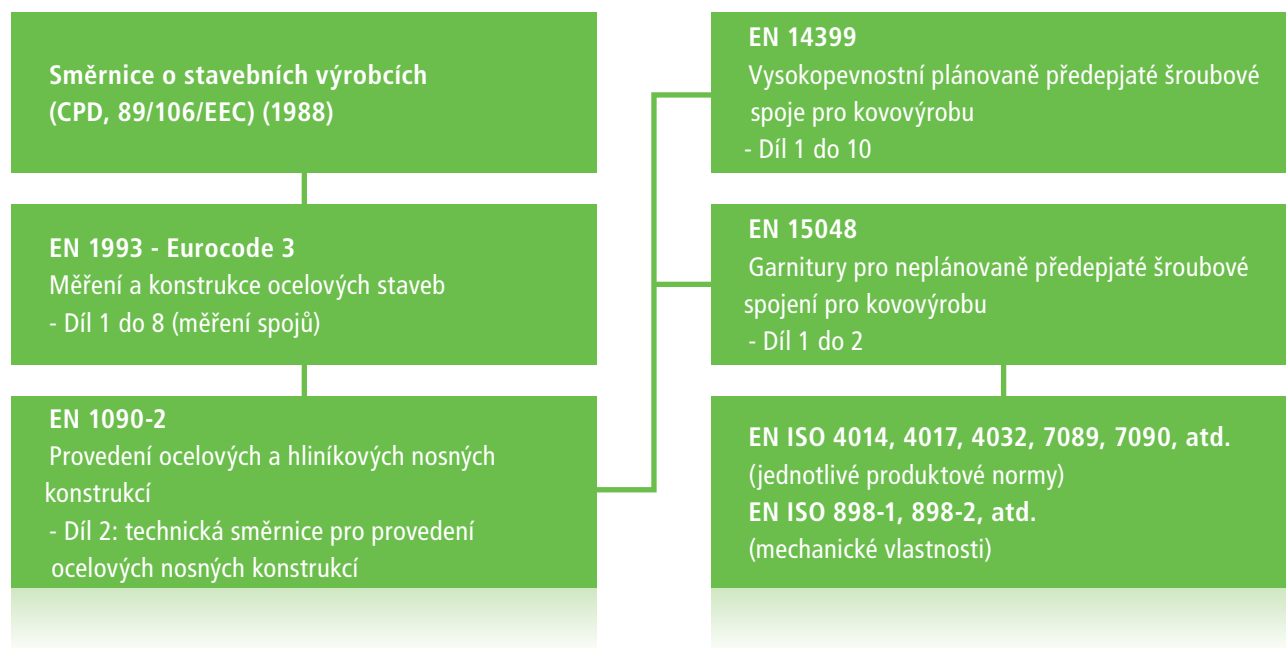 Směrnice o stavebních výrobcích
(CPD, 89/106/EEC) (1988)
EN 1993 - Eurocode 3
Měření a konstrukce ocelových staveb
- Díl 1 do 8 (měření spojů)
EN 1090-2
Provedení ocelových a hliníkových nosných
konstrukcí
- Díl 2: technická směrnice pro provedení
ocelových nosných konstrukcí
EN 14399
Vysokopevnostní plánovaně předepjaté šroubové
spoje pro kovovýrobu
- Díl 1 do 10
EN 15048
Garnitury pro neplánovaně předepjaté šroubové
spojení pro kovovýrobu
- Díl 1 do 2
EN ISO 4014, 4017, 4032, 7089, 7090, atd.
(jednotlivé produktové normy)
EN ISO 898-1, 898-2, atd.
(mechanické vlastnosti)